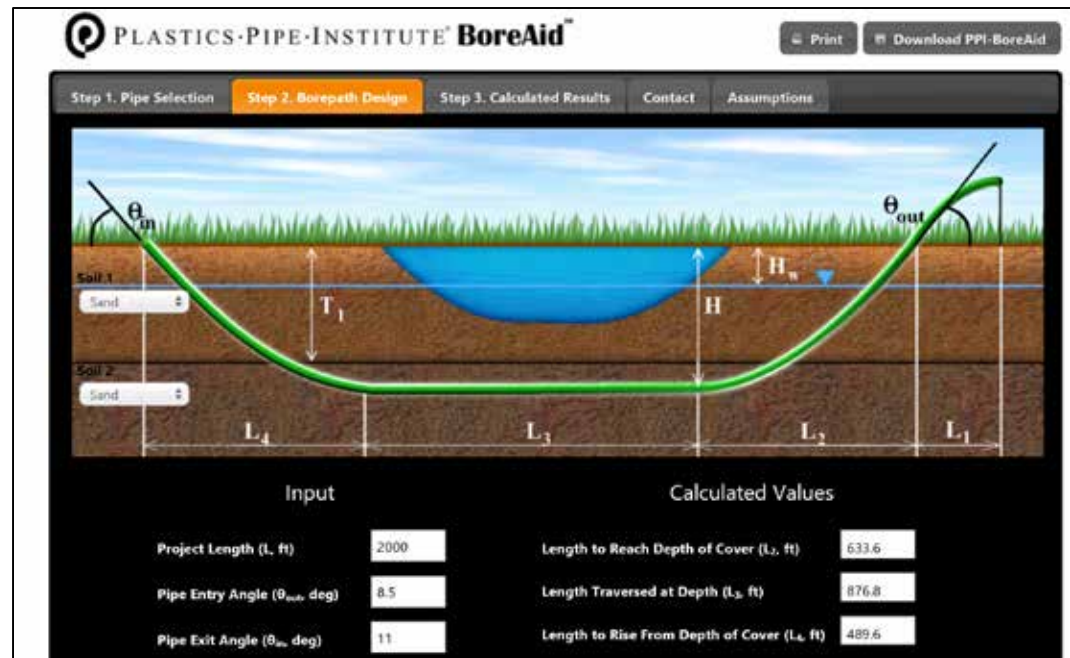 PLASTICS·PIPE·INSTITUTE® BoreAid™
Print
Download PPI-BoreAid
Step 1. Pipe Selection
Step 2. Borepath Design
Step 3. Calculated Results
Contact
Assumptions
θin
θout
Soil 1
Sand
T1
H
Hw
Soil 2
Sand
L4
L3
L2
L1
Input
Calculated Values
Project Length (L, ft) 2000
Length to Reach Depth of Cover (L2, ft) 633.6
Pipe Entry Angle (θout, deg) 8.5
Length Traversed at Depth (L3, ft) 876.8
Pipe Exit Angle (θin, deg) 11
Length to Rise From Depth of Cover (L4, ft) 489.6